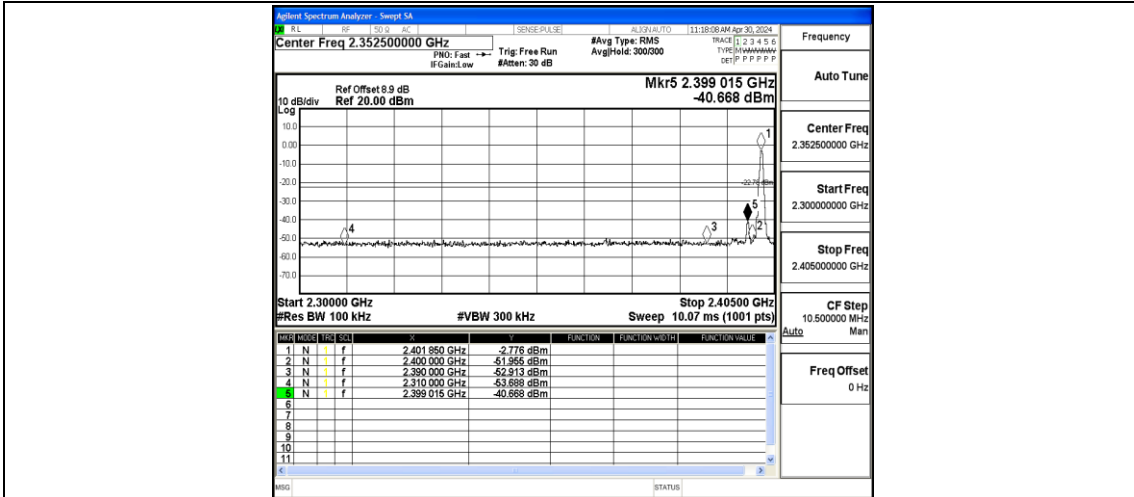 Agilent Spectrum Analyzer - Swept SA
RL RF 50 Ω AC SENSE:PULSE ALIGN AUTO 11:18:08 AM Apr 30, 2024
Center Freq 2.352500000 GHz
PNO: Fast
IFGain:Low
Trig: Free Run
#Atten: 30 dB
#Avg Type: RMS
Avg|Hold: 300/300
TRACE 1 2 3 4 5 6
TYPE MWWWWW
DET P P P P P P
Frequency
Mkr5 2.399 015 GHz
-40.668 dBm
Ref Offset 8.9 dB
10 dB/div Ref 20.00 dBm
Log
10.0
0.00
-10.0
-20.0
-30.0
-40.0
-50.0
-60.0
-70.0
1
-22.78 dBm
5
4
3
2
Start 2.30000 GHz Stop 2.40500 GHz
#Res BW 100 kHz #VBW 300 kHz Sweep 10.07 ms (1001 pts)
MKR MODE TRC SCL X Y FUNCTION FUNCTION WIDTH FUNCTION VALUE
1 N 1 f 2.401 850 GHz -2.776 dBm
2 N 1 f 2.400 000 GHz -51.955 dBm
3 N 1 f 2.390 000 GHz -52.913 dBm
4 N 1 f 2.310 000 GHz -53.688 dBm
5 N 1 f 2.399 015 GHz -40.668 dBm
6
7
8
9
10
11
MSG STATUS
Auto Tune
Center Freq
2.352500000 GHz
Start Freq
2.300000000 GHz
Stop Freq
2.405000000 GHz
CF Step
10.500000 MHz
Auto Man
Freq Offset
0 Hz